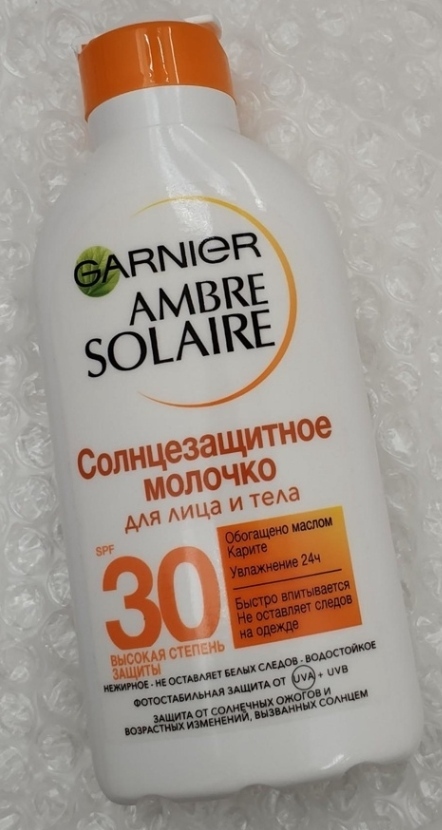 GARNIER
AMBRE
SOLAIRE
Солнцезащитное
молочко
для лица и тела
SPF
30
ВЫСОКАЯ СТЕПЕНЬ
ЗАЩИТЫ
Обогащено маслом
Карите
Увлажнение 24ч
Быстро впитывается
Не оставляет следов
на одежде
НЕЖИРНОЕ - НЕ ОСТАВЛЯЕТ БЕЛЫХ СЛЕДОВ - ВОДОСТОЙКОЕ
ФОТОСТАБИЛЬНАЯ ЗАЩИТА ОТ UVA + UVB
ЗАЩИТА ОТ СОЛНЕЧНЫХ ОЖОГОВ И
ВОЗРАСТНЫХ ИЗМЕНЕНИЙ, ВЫЗВАННЫХ СОЛНЦЕМ